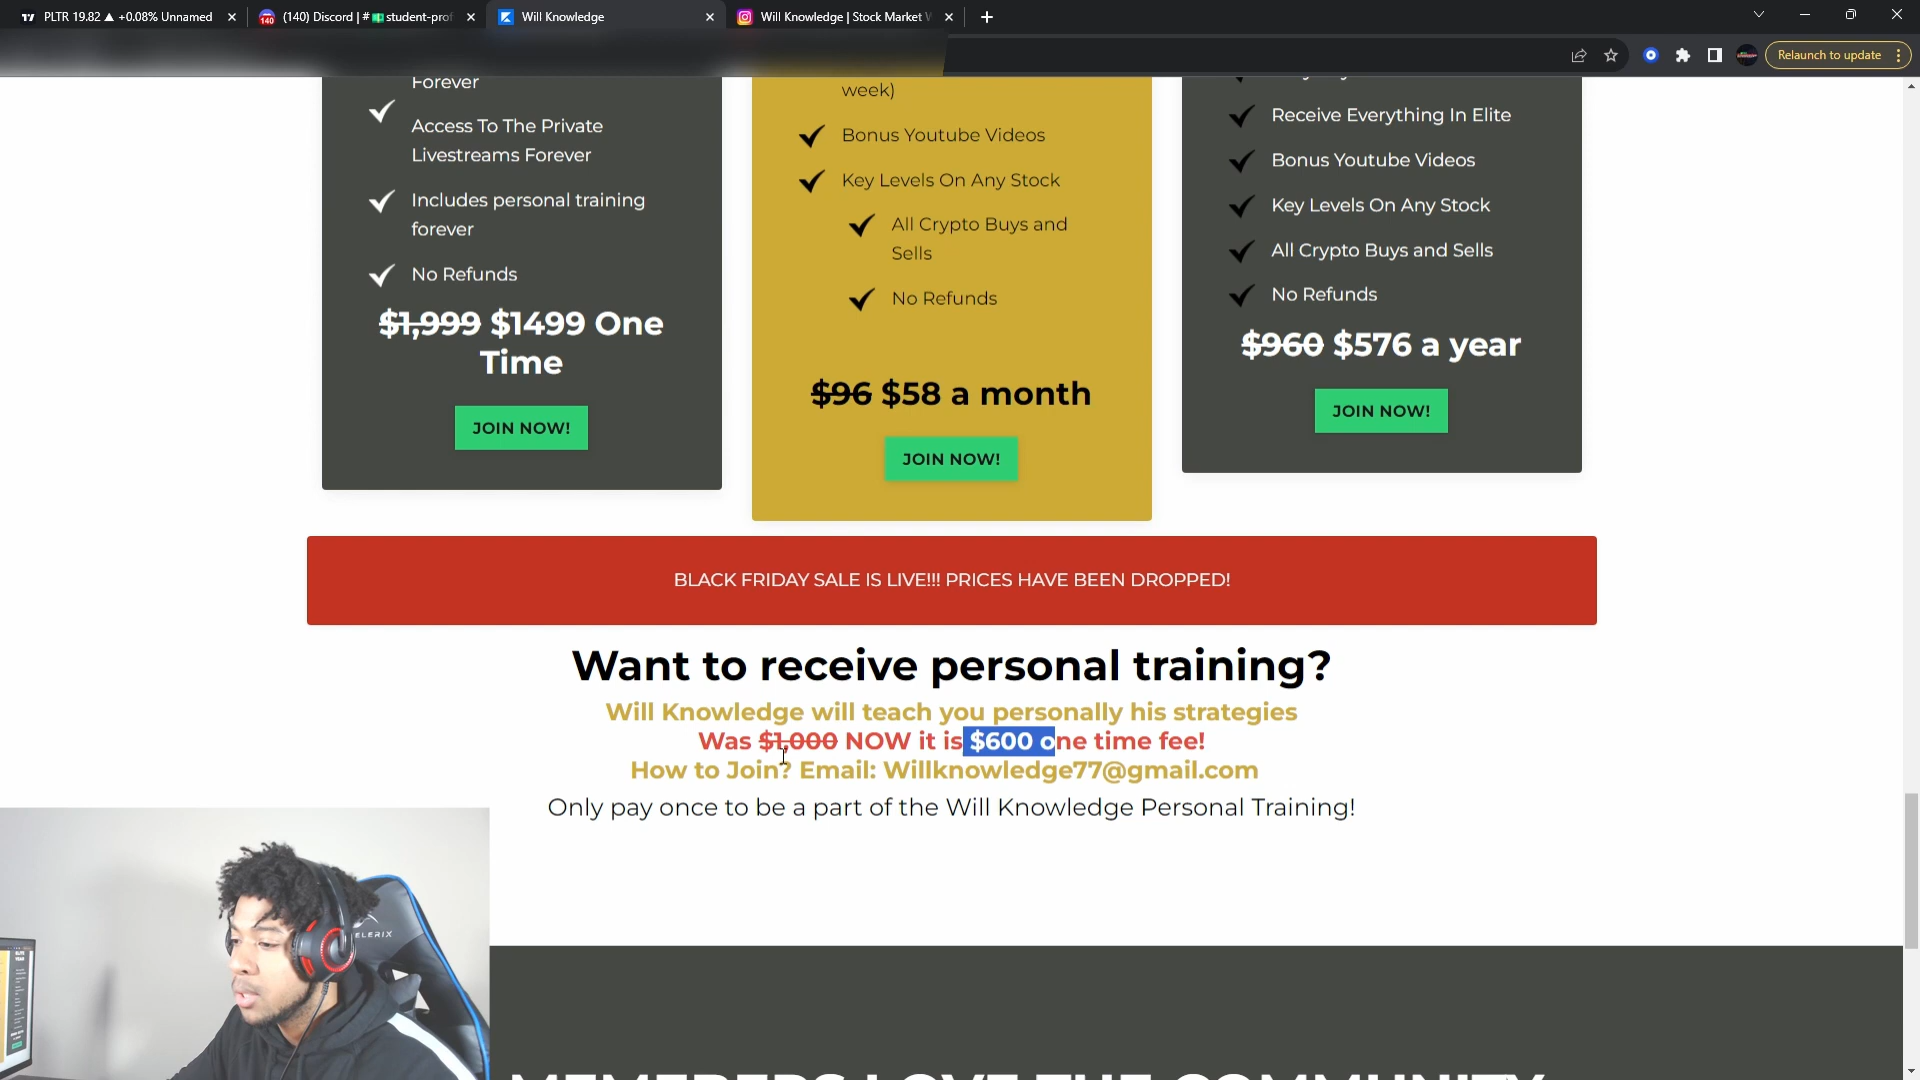 PLTR 19.82 ▲ +0.08% Unnamed
(140) Discord | # 💵student-prof
Will Knowledge
Will Knowledge | Stock Market
Relaunch to update
Forever
Access To The Private
Livestreams Forever
Includes personal training
forever
No Refunds
$1,999 $1499 One
Time
JOIN NOW!
week)
Bonus Youtube Videos
Key Levels On Any Stock
All Crypto Buys and
Sells
No Refunds
$96 $58 a month
JOIN NOW!
Receive Everything In Elite
Bonus Youtube Videos
Key Levels On Any Stock
All Crypto Buys and Sells
No Refunds
$960 $576 a year
JOIN NOW!
BLACK FRIDAY SALE IS LIVE!!! PRICES HAVE BEEN DROPPED!
Want to receive personal training?
Will Knowledge will teach you personally his strategies
Was $1,000 NOW it is $600 one time fee!
How to Join? Email: Willknowledge77@gmail.com
Only pay once to be a part of the Will Knowledge Personal Training!